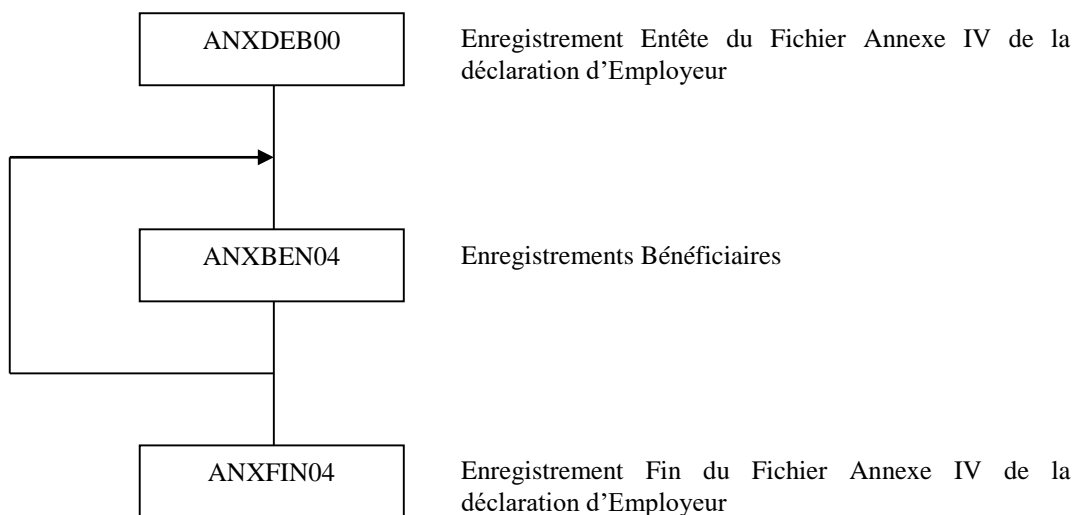 ANXDEB00
Enregistrement Entête du Fichier Annexe IV de la
déclaration d’Employeur
ANXBEN04
Enregistrements Bénéficiaires
ANXFIN04
Enregistrement Fin du Fichier Annexe IV de la
déclaration d’Employeur